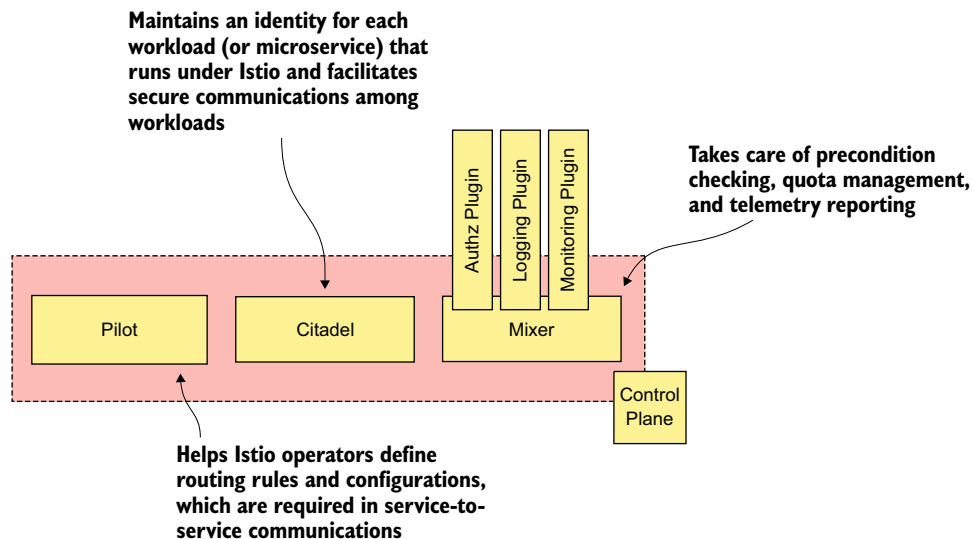 Maintains an identity for each
workload (or microservice) that
runs under Istio and facilitates
secure communications among
workloads
Takes care of precondition
checking, quota management,
and telemetry reporting
Authz Plugin
Logging Plugin
Monitoring Plugin
Pilot
Citadel
Mixer
Control
Plane
Helps Istio operators define
routing rules and configurations,
which are required in service-to-
service communications